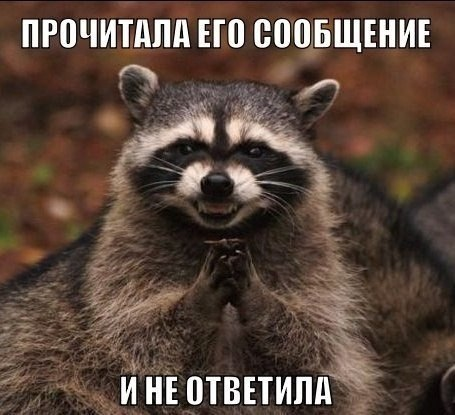 ПРОЧИТАЛА ЕГО СООБЩЕНИЕ
И НЕ ОТВЕТИЛА